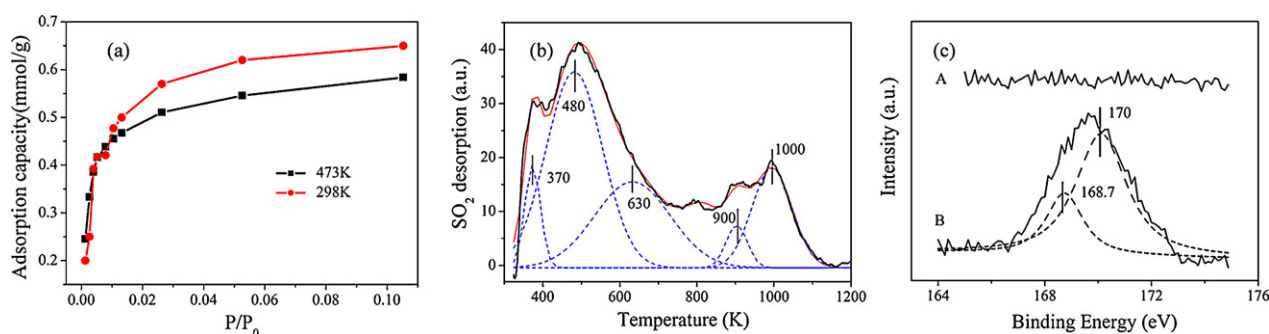 (a)
Adsorption capacity(mmol/g)
0.7
0.6
0.5
0.4
0.3
0.2
473K
298K
0.00 0.02 0.04 0.06 0.08 0.10
P/P₀
(b)
SO₂ desorption (a.u.)
40
30
20
10
0
370
480
630
900
1000
400 600 800 1000 1200
Temperature (K)
(c)
Intensity (a.u.)
A
170
168.7
B
164 168 172 176
Binding Energy (eV)